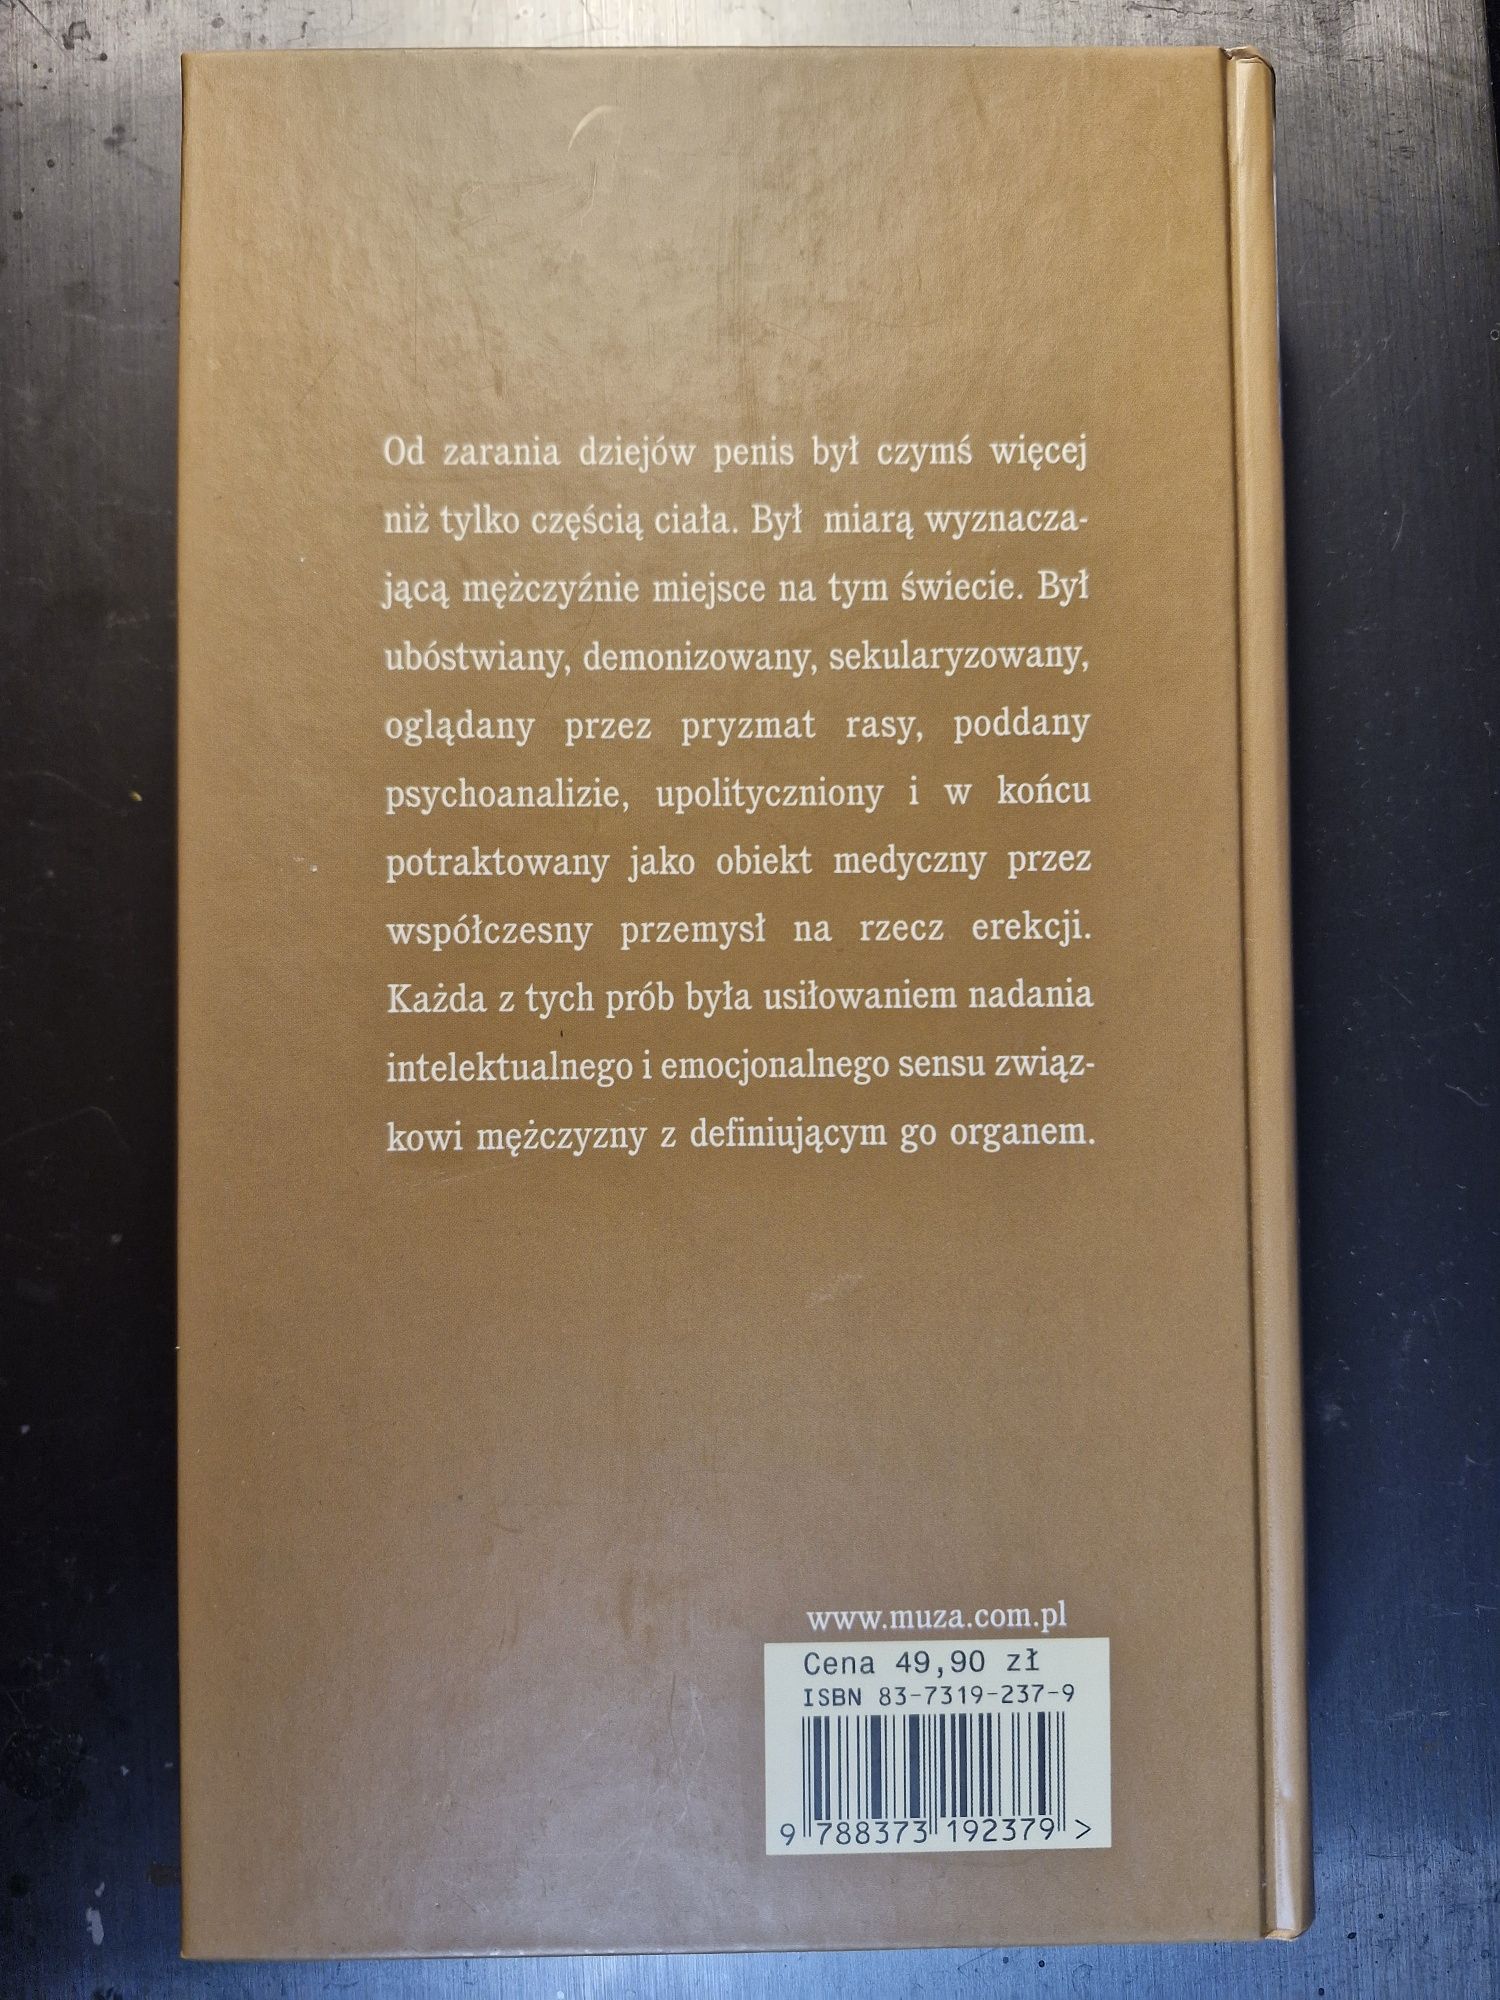 Od zarania dziejów penis był czymś więcej
niż tylko częścią ciała. Był miarą wyznacza-
jącą mężczyźnie miejsce na tym świecie. Był
ubóstwiany, demonizowany, sekularyzowany,
oglądany przez pryzmat rasy, poddany
psychoanalizie, upolityczniony i w końcu
potraktowany jako obiekt medyczny przez
współczesny przemysł na rzecz erekcji.
Każda z tych prób była usiłowaniem nadania
intelektualnego i emocjonalnego sensu związ-
kowi mężczyzny z definiującym go organem.
www.muza.com.pl
Cena 49,90 zł
ISBN 83-7319-237-9
9 788373 192379 >